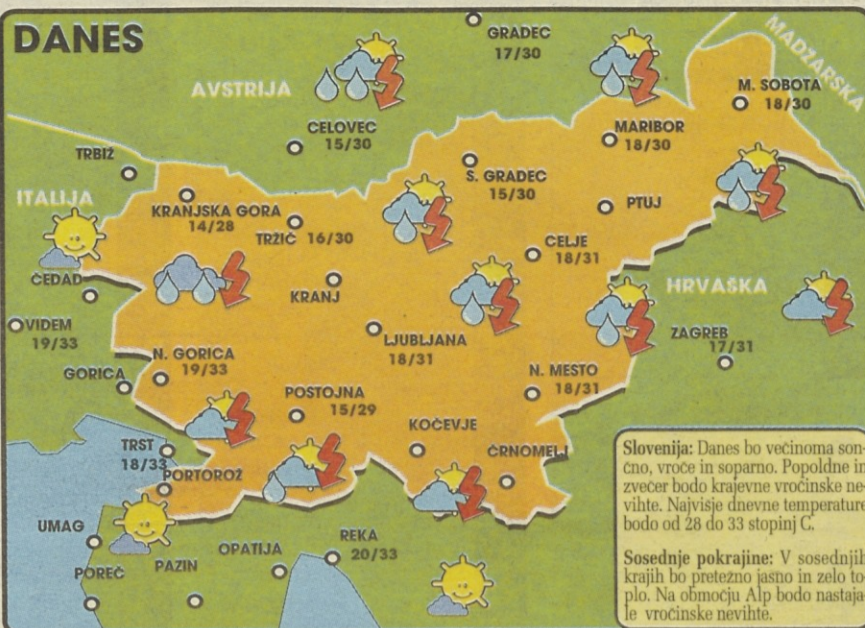 DANES
GRADEC
17/30
MADŽARSKA
AVSTRIJA
M. SOBOTA
18/30
CELOVEC
15/30
MARIBOR
18/30
TRBIŽ
S. GRADEC
15/30
ITALIJA
KRANJSKA GORA
14/28
TRŽIČ 16/30
PTUJ
CELJE
18/31
ČEDAD
KRANJ
HRVAŠKA
VIDEM
19/33
LJUBLJANA
18/31
ZAGREB
17/31
N. GORICA
19/33
GORICA
POSTOJNA
15/29
N. MESTO
18/31
KOČEVJE
TRST
18/33
ČRNOMELJ
PORTOROŽ
UMAG
REKA
20/33
OPATIJA
PAZIN
POREČ
Slovenija: Danes bo večinoma son-
čno, vroče in soparno. Popoldne in
zvečer bodo krajevne vročinske ne-
vihte. Najvišje dnevne temperature
bodo od 28 do 33 stopinj C.
Sosednje pokrajine: V sosednjih
krajih bo pretežno jasno in zelo to-
plo. Na območju Alp bodo nastaja-
le vročinske nevihte.